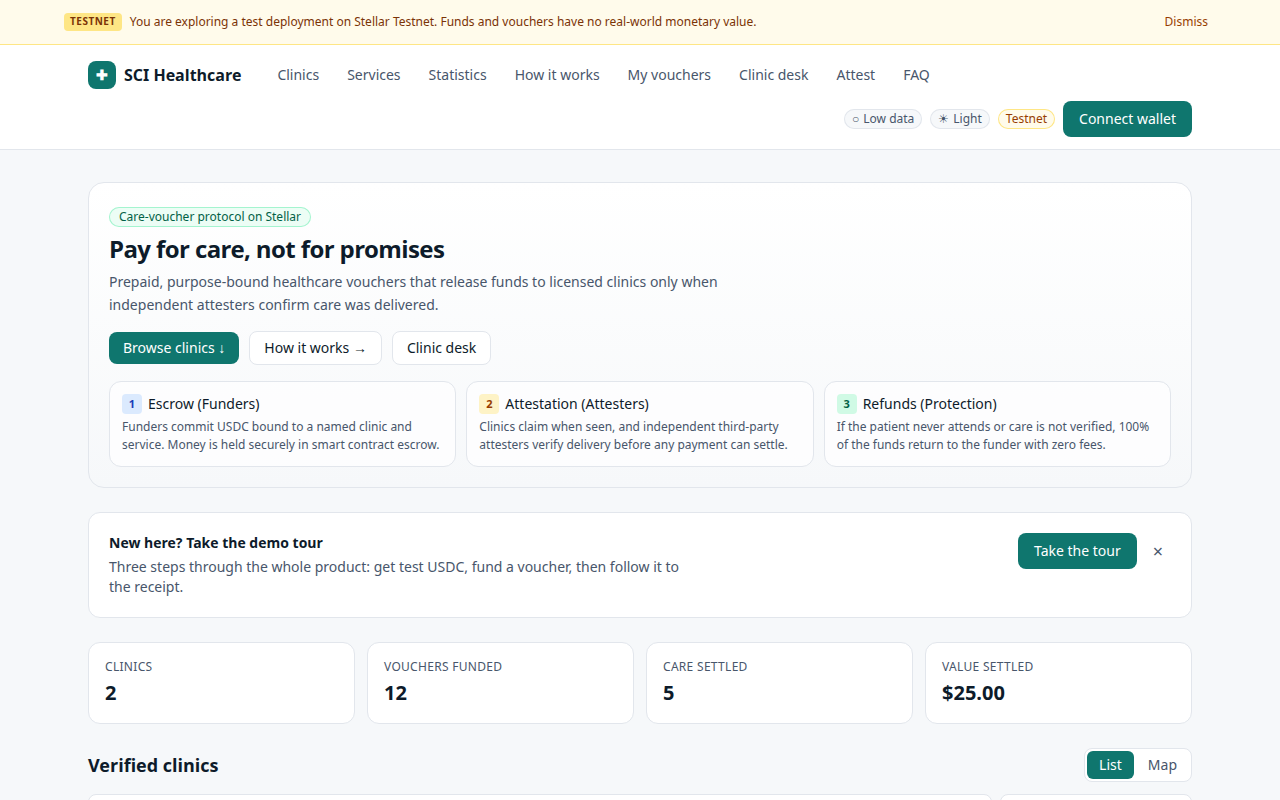 TESTNET You are exploring a test deployment on Stellar Testnet. Funds and vouchers have no real-world monetary value. Dismiss
SCI Healthcare Clinics Services Statistics How it works My vouchers Clinic desk Attest FAQ
Low data Light Testnet Connect wallet
Care-voucher protocol on Stellar
Pay for care, not for promises
Prepaid, purpose-bound healthcare vouchers that release funds to licensed clinics only when
independent attesters confirm care was delivered.
Browse clinics ↓ How it works → Clinic desk
1 Escrow (Funders)
Funders commit USDC bound to a named clinic and
service. Money is held securely in smart contract escrow.
2 Attestation (Attesters)
Clinics claim when seen, and independent third-party
attesters verify delivery before any payment can settle.
3 Refunds (Protection)
If the patient never attends or care is not verified, 100%
of the funds return to the funder with zero fees.
New here? Take the demo tour
Three steps through the whole product: get test USDC, fund a voucher, then follow it to
the receipt.
Take the tour ×
CLINICS
2
VOUCHERS FUNDED
12
CARE SETTLED
5
VALUE SETTLED
$25.00
Verified clinics
List Map